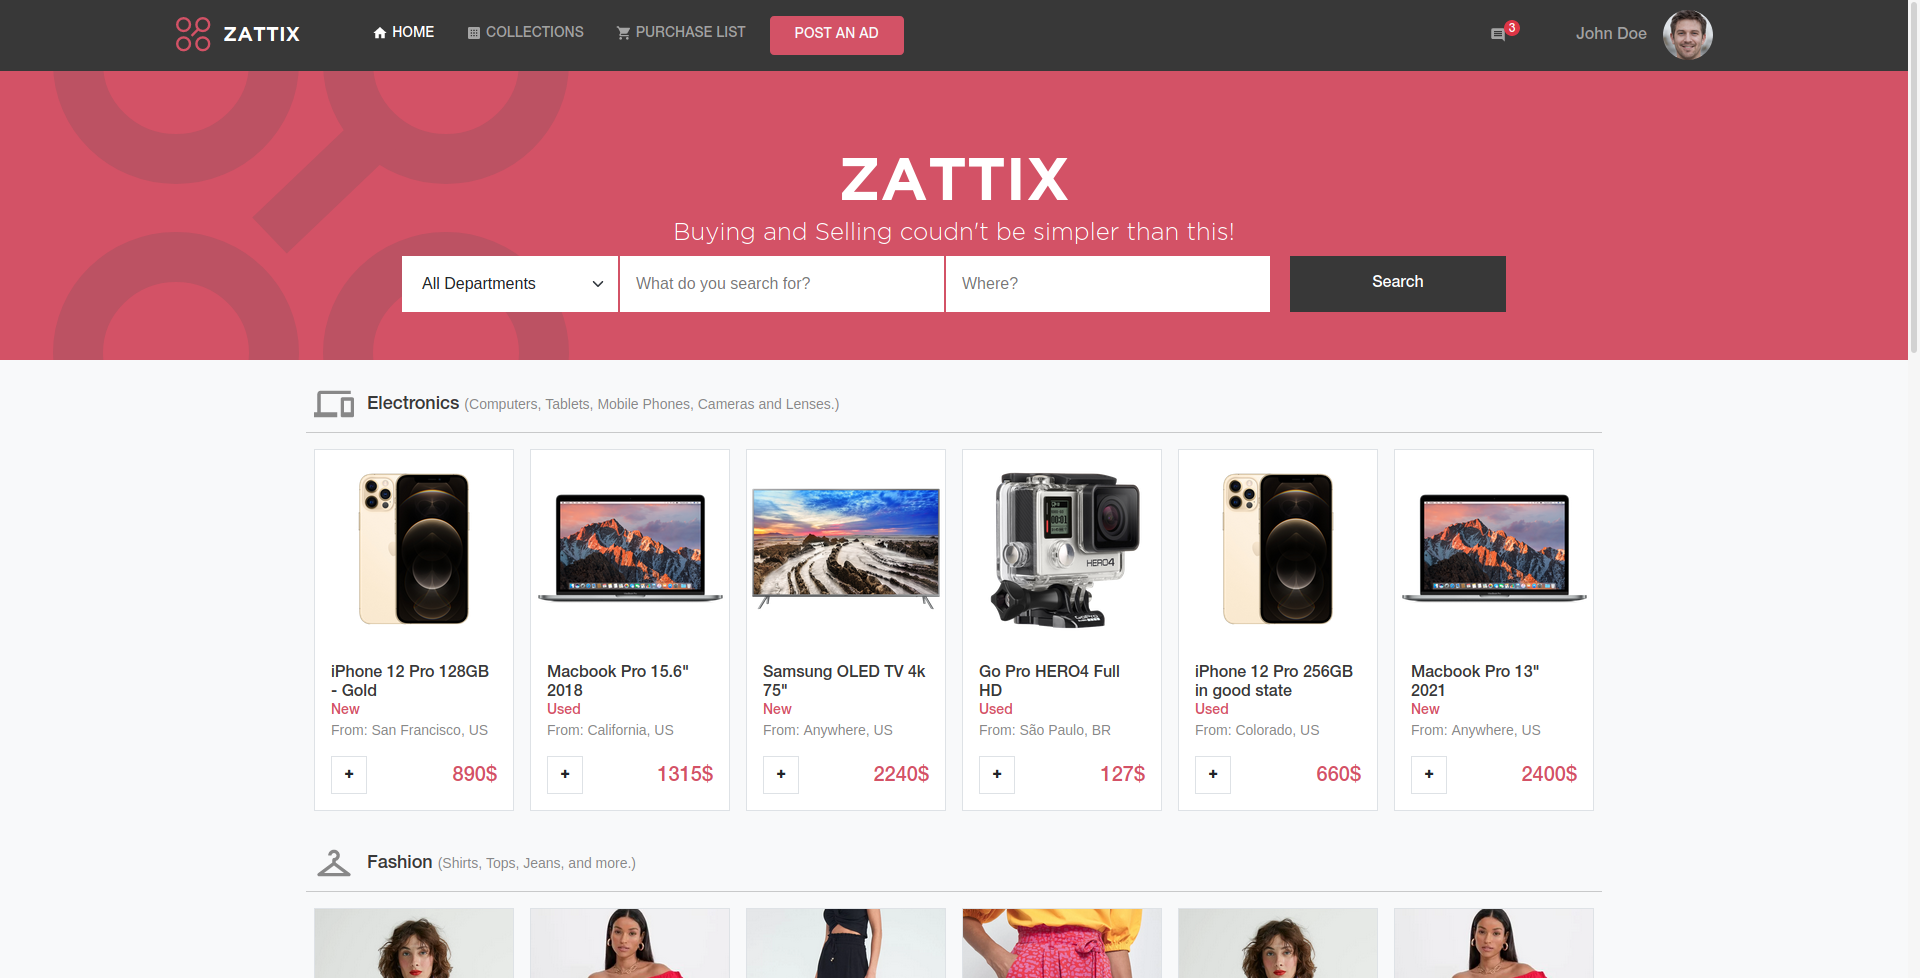 ZATTIX
HOME
COLLECTIONS
PURCHASE LIST
POST AN AD
3
John Doe
ZATTIX
Buying and Selling coudn't be simpler than this!
All Departments
What do you search for?
Where?
Search
Electronics (Computers, Tablets, Mobile Phones, Cameras and Lenses.)
HERO4
iPhone 12 Pro 128GB
- Gold
New
From: San Francisco, US
+
890$
Macbook Pro 15.6"
2018
Used
From: California, US
+
1315$
Samsung OLED TV 4k
75"
New
From: Anywhere, US
+
2240$
Go Pro HERO4 Full
HD
Used
From: São Paulo, BR
+
127$
iPhone 12 Pro 256GB
in good state
Used
From: Colorado, US
+
660$
Macbook Pro 13"
2021
New
From: Anywhere, US
+
2400$
Fashion (Shirts, Tops, Jeans, and more.)